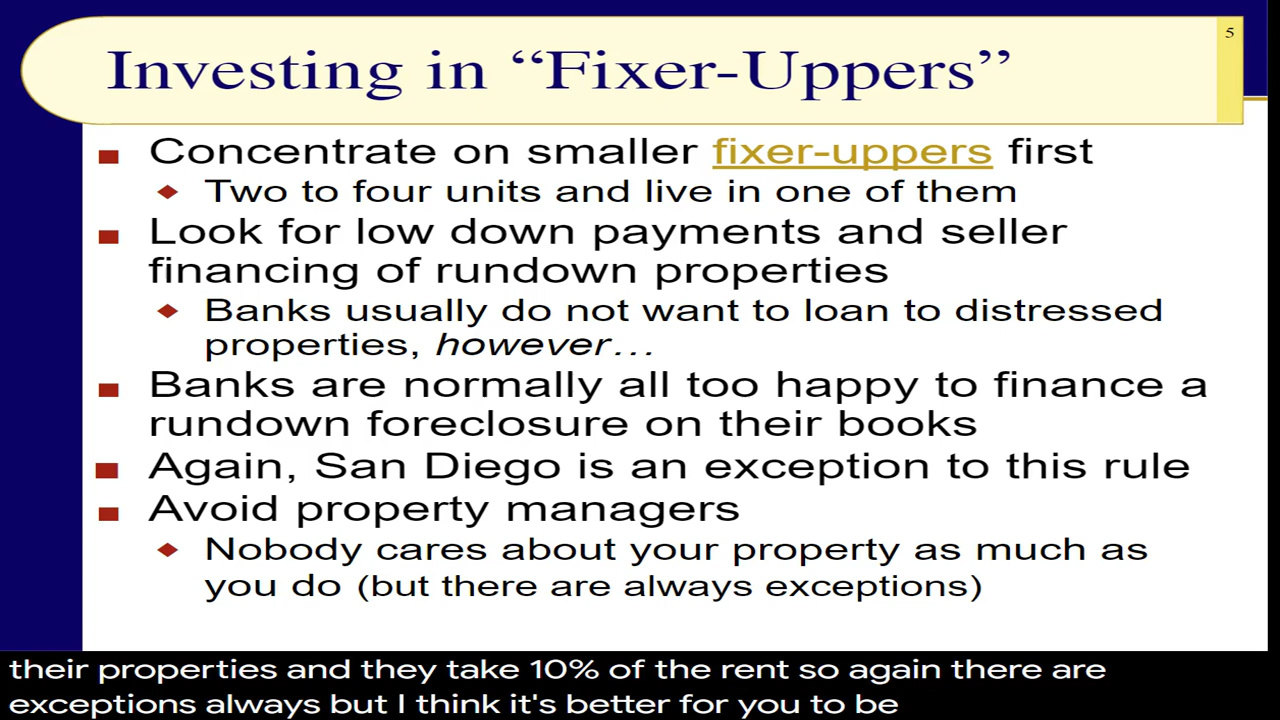 5
Investing in “Fixer-Uppers”
Concentrate on smaller fixer-uppers first
Two to four units and live in one of them
Look for low down payments and seller
financing of rundown properties
Banks usually do not want to loan to distressed
properties, however…
Banks are normally all too happy to finance a
rundown foreclosure on their books
Again, San Diego is an exception to this rule
Avoid property managers
Nobody cares about your property as much as
you do (but there are always exceptions)
their properties and they take 10% of the rent so again there are
exceptions always but I think it's better for you to be